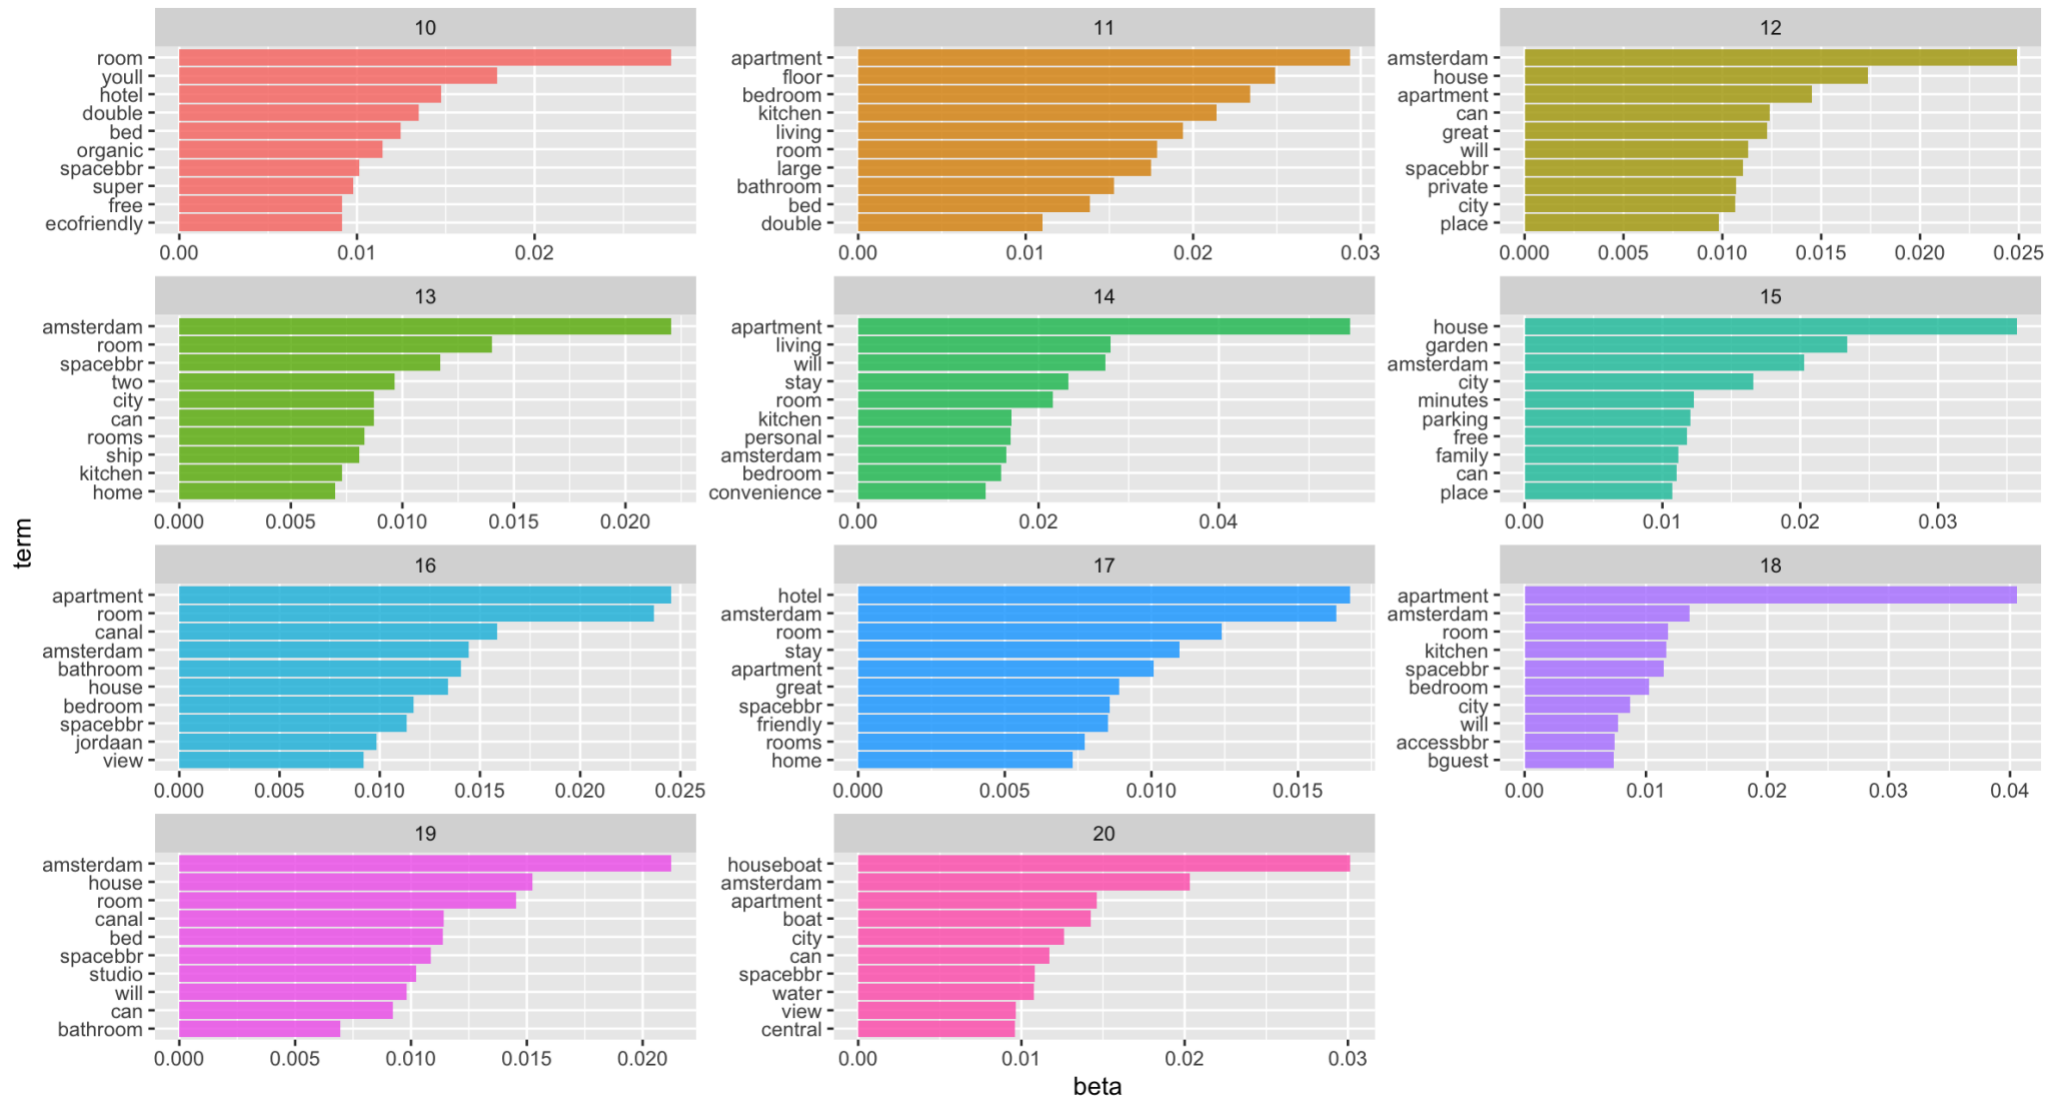 10
room
youll
hotel
double
bed
organic
spacebbr
super
free
ecofriendly
0.00 0.01 0.02
11
apartment
floor
bedroom
kitchen
living
room
large
bathroom
bed
double
0.00 0.01 0.02 0.03
12
amsterdam
house
apartment
can
great
will
spacebbr
private
city
place
0.000 0.005 0.010 0.015 0.020 0.025
13
amsterdam
room
spacebbr
two
city
can
rooms
ship
kitchen
home
0.000 0.005 0.010 0.015 0.020
14
apartment
living
will
stay
room
kitchen
personal
amsterdam
bedroom
convenience
0.00 0.02 0.04
15
house
garden
amsterdam
city
minutes
parking
free
family
can
place
0.00 0.01 0.02 0.03
16
apartment
room
canal
amsterdam
bathroom
house
bedroom
spacebbr
jordaan
view
0.000 0.005 0.010 0.015 0.020 0.025
17
hotel
amsterdam
room
stay
apartment
great
spacebbr
friendly
rooms
home
0.000 0.005 0.010 0.015
18
apartment
amsterdam
room
kitchen
spacebbr
bedroom
city
will
accessbbr
bguest
0.00 0.01 0.02 0.03 0.04
19
amsterdam
house
room
canal
bed
spacebbr
studio
will
can
bathroom
0.000 0.005 0.010 0.015 0.020
20
houseboat
amsterdam
apartment
boat
city
can
spacebbr
water
view
central
0.00 0.01 0.02 0.03
term
beta